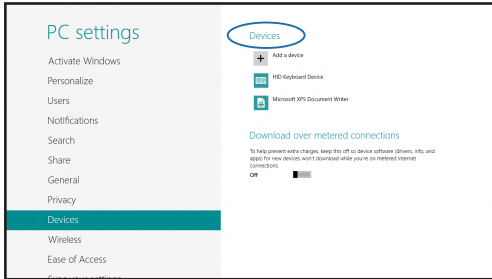 PC settings
Activate Windows
Personalize
Users
Notifications
Search
Share
General
Privacy
Devices
Wireless
Ease of Access
Sync your settings
Devices
Add a device
HID Keyboard Device
Microsoft XPS Document Writer
Download over metered connections
To help prevent extra charges, keep this off so device software (drivers, info, and
apps) for new devices won't download while you're on metered Internet
connections.
Off